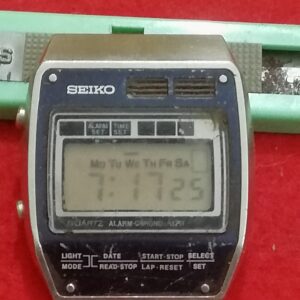 SEIKO
ALARM TIME
SET SET
MO TU WE TH FR SA
7:17 25
QUARTZ ALARM-CHRONO
LIGHT DATE START-STOP SELECT
MODE READ-STOP LAP-RESET SET